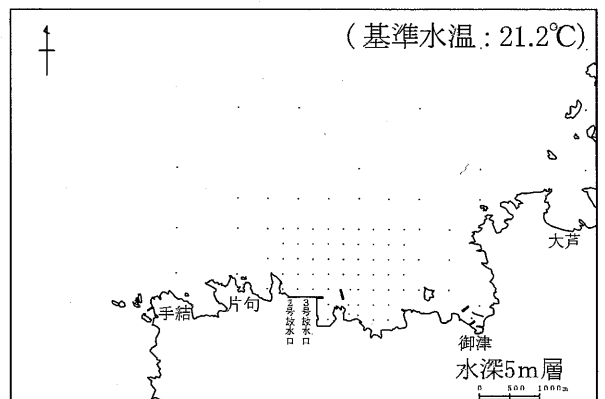 (基準水温：21.2℃)
大芦
片句
手結
2号放水口
3号放水口
御津
水深5m層
0 500 1000m